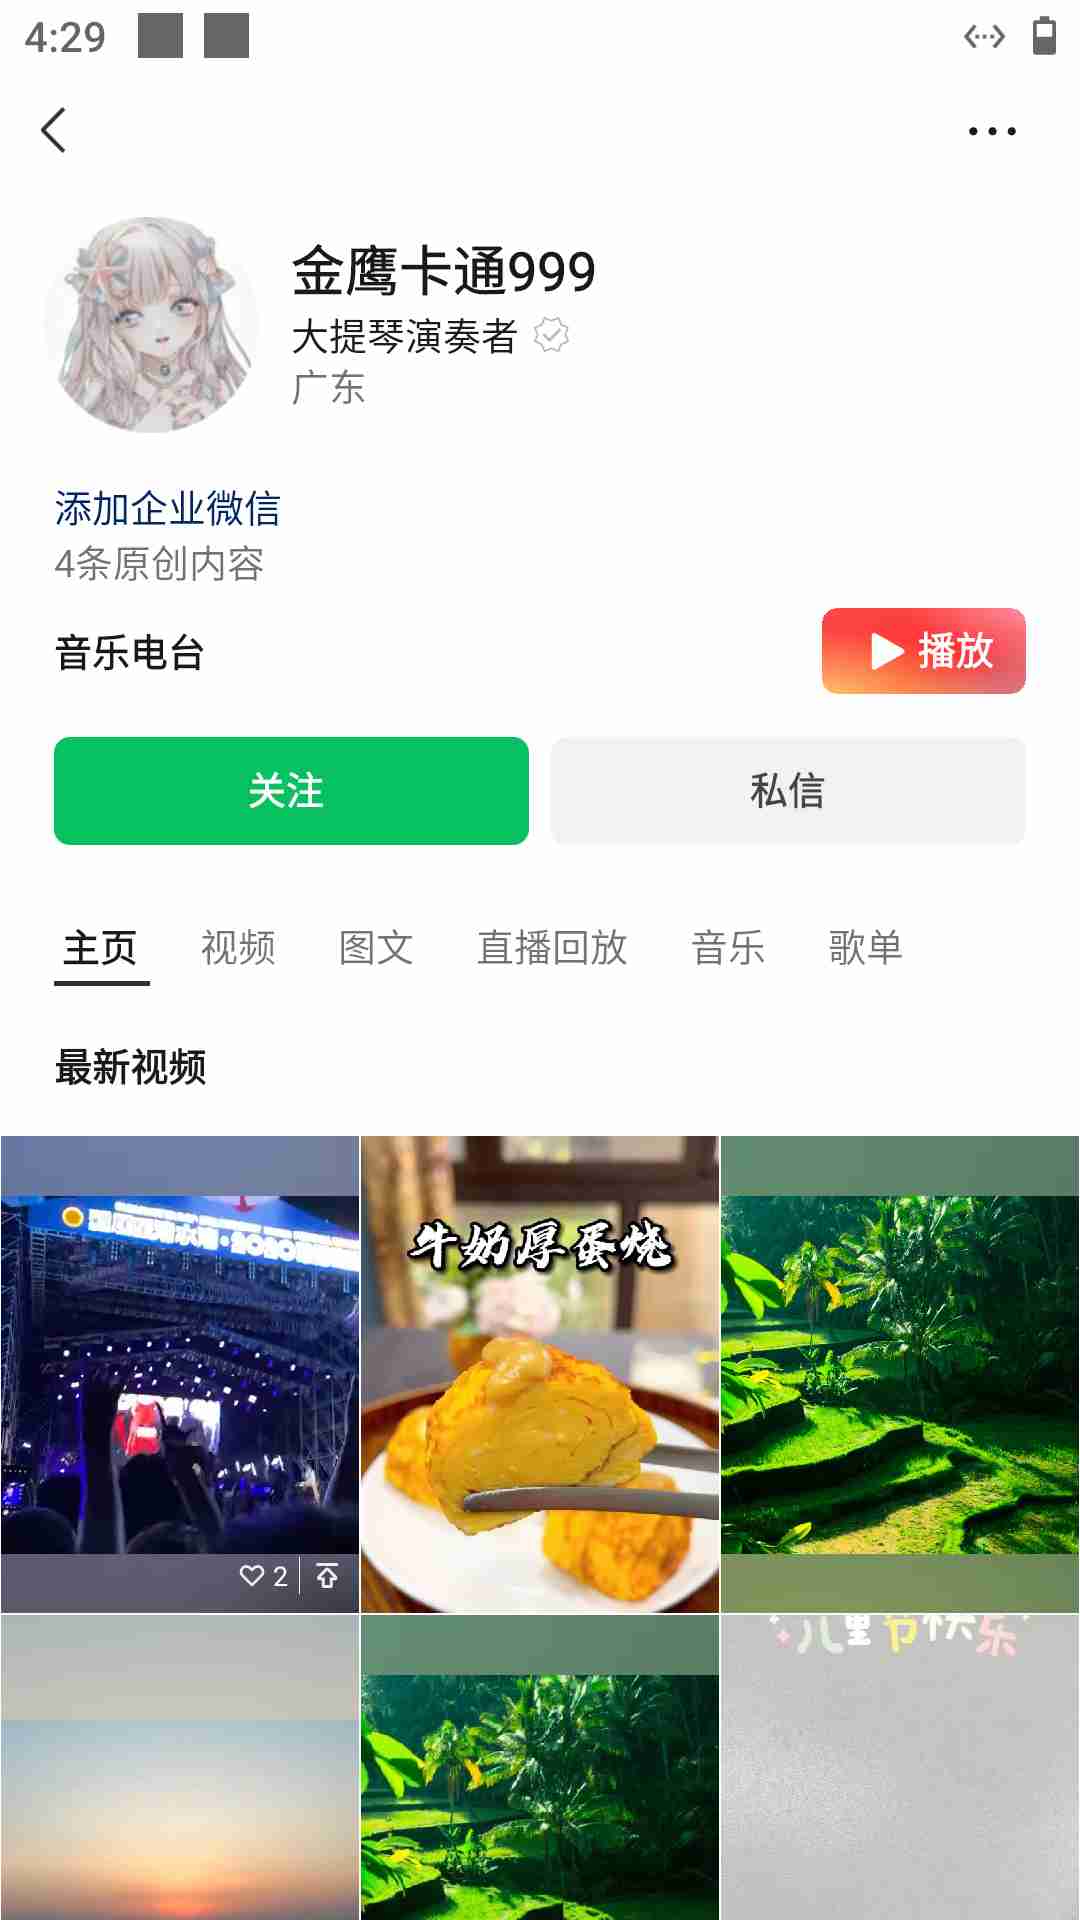 4:29
金鹰卡通999
大提琴演奏者
广东
添加企业微信
4条原创内容
音乐电台
播放
关注
私信
主页 视频 图文 直播回放 音乐 歌单
最新视频
牛奶厚蛋烧
2
儿童节快乐